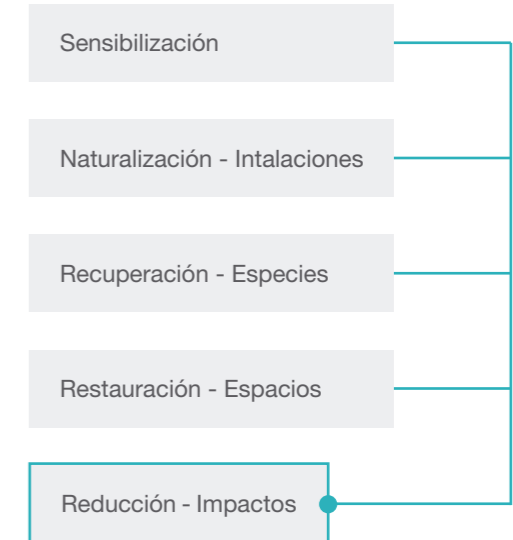 Sensibilización
Naturalización - Intalaciones
Recuperación - Especies
Restauración - Espacios
Reducción - Impactos